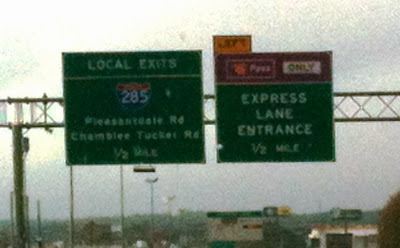 LOCAL EXITS
285
Pleasantdale Rd
Chamblee Tucker Rd
1/2 MILE
LEFT
Pass ONLY
EXPRESS
LANE
ENTRANCE
1/2 MILE